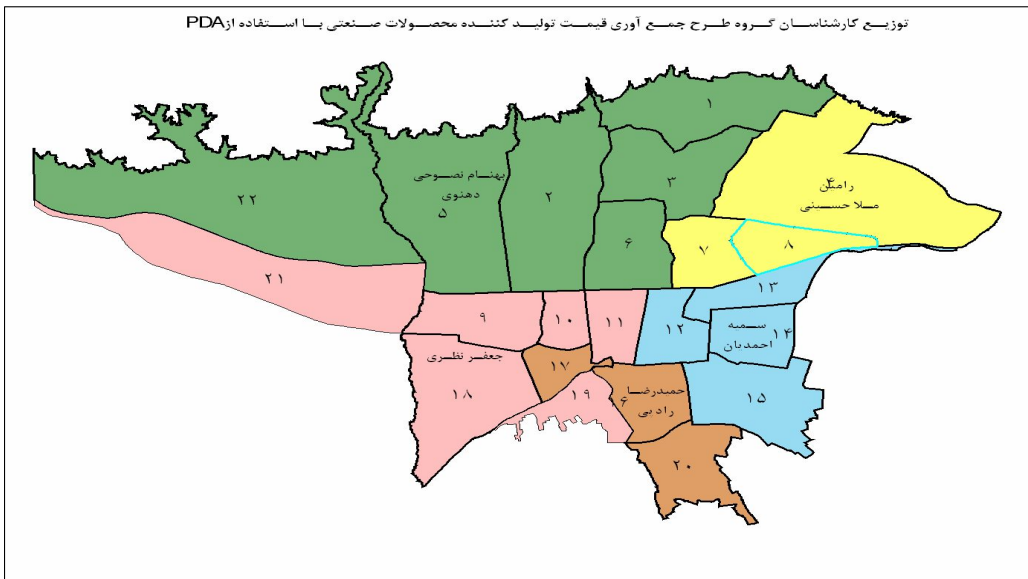 توزیع کارشناسان گروه طرح جمع آوری قیمت تولید کننده محصولات صنعتی با استفاده از PDA
۱
۲۲
بهنام نصوحی
دهنوی
۵
۲
۳
۶
رامین
۴
ملاحسینی
۷
۸
۲۱
۱۳
۹
۱۰
۱۱
۱۲
سمیه
احمدیان
۱۴
جعفر نظری
۱۸
۱۷
۱۹
حمیدرضا
رادبی
۱۶
۱۵
۲۰